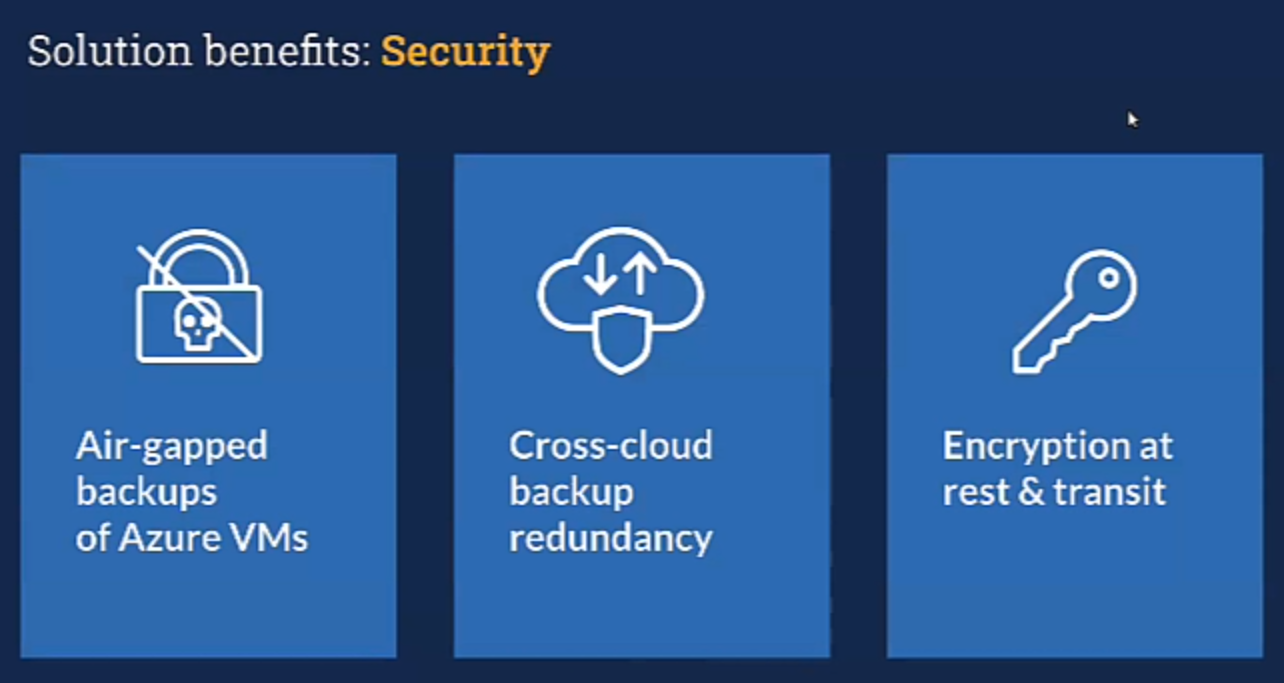 Solution benefits: Security
Air-gapped
backups
of Azure VMs
Cross-cloud
backup
redundancy
Encryption at
rest & transit